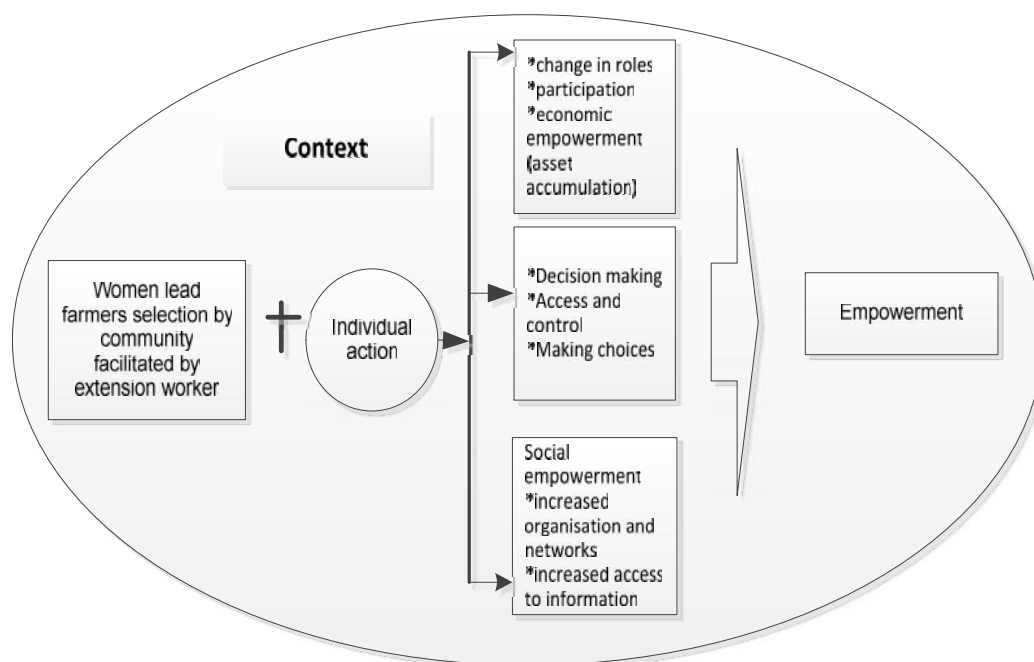 Context
Women lead
farmers selection by
community
facilitated by
extension worker
+
Individual
action
*change in roles
*participation
*economic
empowerment
(asset
accumulation)
*Decision making
*Access and
control
*Making choices
Social
empowerment
*increased
organisation and
networks
*increased access
to information
Empowerment